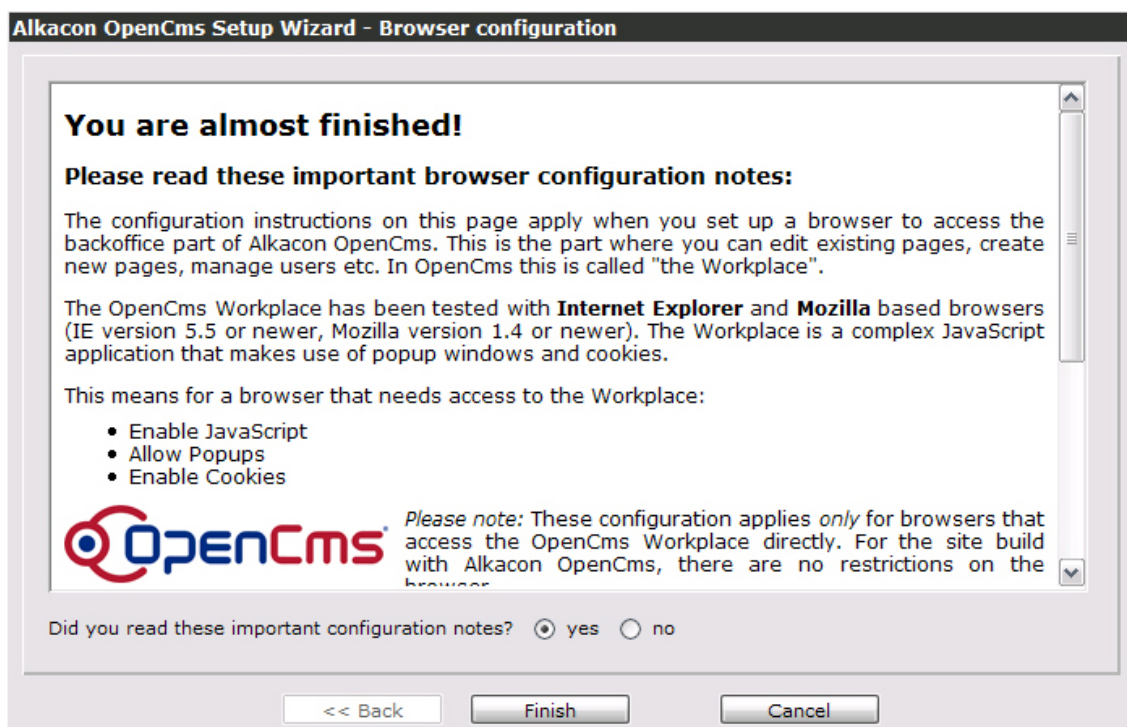 Alkacon OpenCms Setup Wizard - Browser configuration
You are almost finished!
Please read these important browser configuration notes:
The configuration instructions on this page apply when you set up a browser to access the
backoffice part of Alkacon OpenCms. This is the part where you can edit existing pages, create
new pages, manage users etc. In OpenCms this is called "the Workplace".
The OpenCms Workplace has been tested with Internet Explorer and Mozilla based browsers
(IE version 5.5 or newer, Mozilla version 1.4 or newer). The Workplace is a complex JavaScript
application that makes use of popup windows and cookies.
This means for a browser that needs access to the Workplace:
• Enable JavaScript
• Allow Popups
• Enable Cookies
OpenCms
Please note: These configuration applies only for browsers that
access the OpenCms Workplace directly. For the site build
with Alkacon OpenCms, there are no restrictions on the
browser
Did you read these important configuration notes? yes no
<< Back Finish Cancel